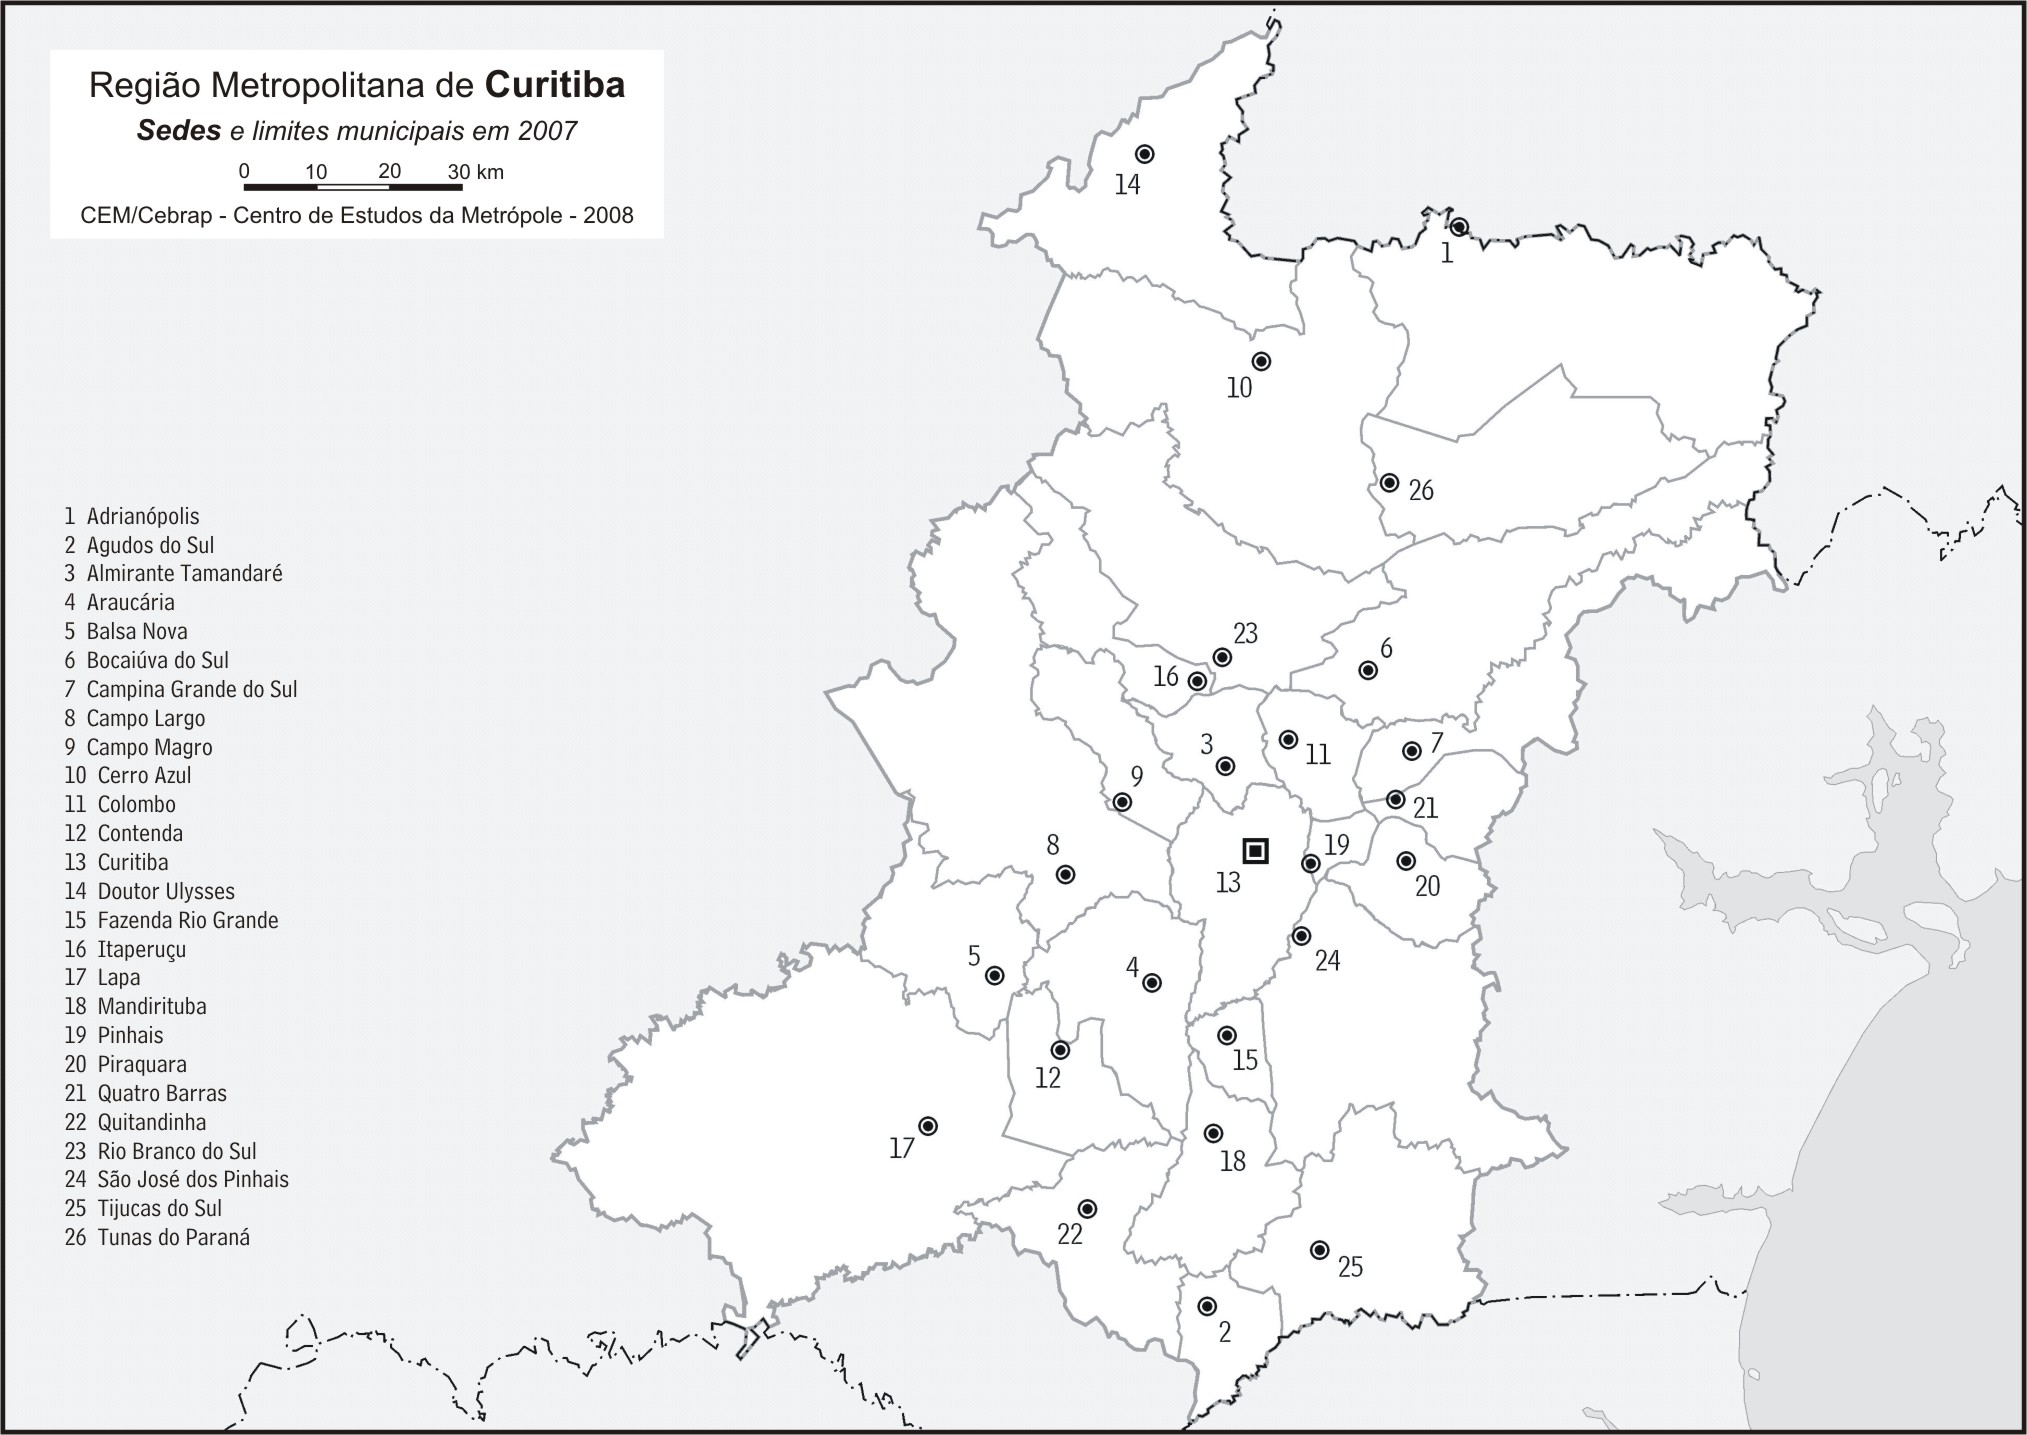 Região Metropolitana de Curitiba
Sedes e limites municipais em 2007
0 10 20 30 km
CEM/Cebrap - Centro de Estudos da Metrópole - 2008
14
1
10
26
23
6
16
3
11
7
9
21
8
19
13
20
5
4
24
15
12
17
18
22
25
2
1 Adrianópolis
2 Agudos do Sul
3 Almirante Tamandaré
4 Araucária
5 Balsa Nova
6 Bocaiúva do Sul
7 Campina Grande do Sul
8 Campo Largo
9 Campo Magro
10 Cerro Azul
11 Colombo
12 Contenda
13 Curitiba
14 Doutor Ulysses
15 Fazenda Rio Grande
16 Itaperuçu
17 Lapa
18 Mandirituba
19 Pinhais
20 Piraquara
21 Quatro Barras
22 Quitandinha
23 Rio Branco do Sul
24 São José dos Pinhais
25 Tijucas do Sul
26 Tunas do Paraná